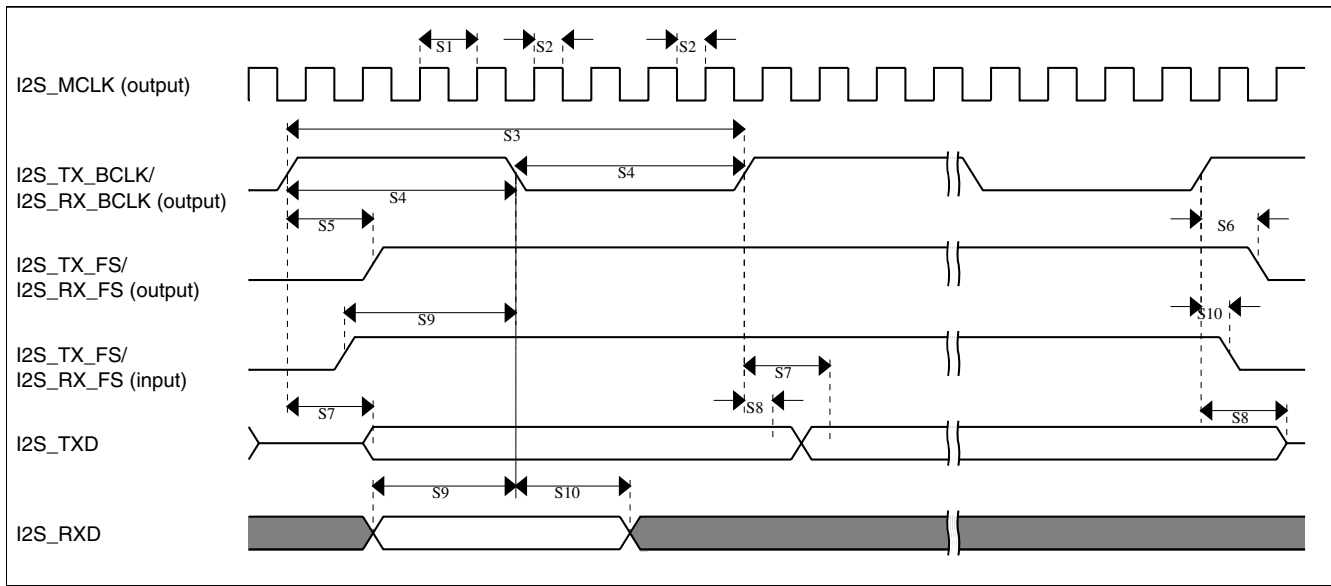 S1
S2
S2
I2S_MCLK (output)
S3
I2S_TX_BCLK/
I2S_RX_BCLK (output)
S4
S4
S5
S6
I2S_TX_FS/
I2S_RX_FS (output)
S9
S10
I2S_TX_FS/
I2S_RX_FS (input)
S7
S7
S8
S8
I2S_TXD
S9
S10
I2S_RXD